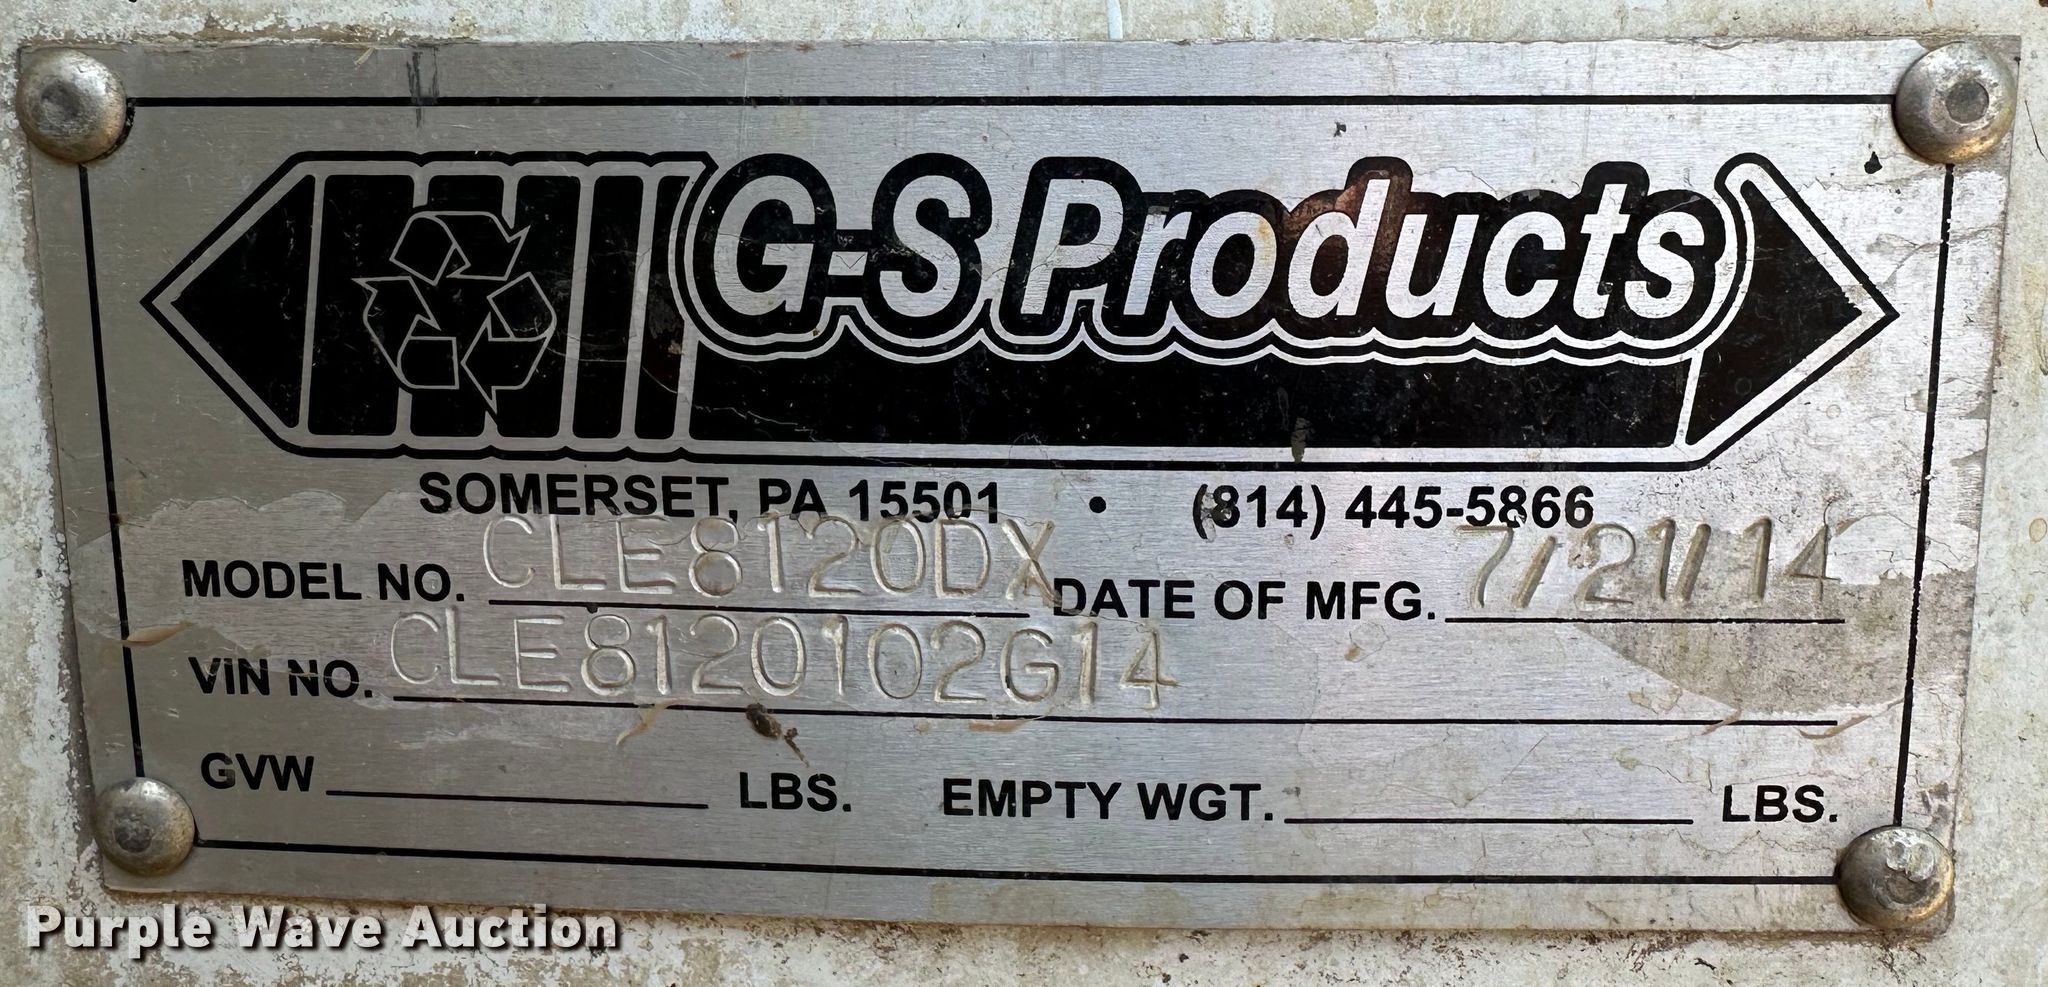 G-S Products
SOMERSET, PA 15501 • (814) 445-5866
MODEL NO. CLE8120DX DATE OF MFG. 7/21/14
VIN NO. CLE8120102G14
GVW LBS. EMPTY WGT. LBS.
Purple Wave Auction